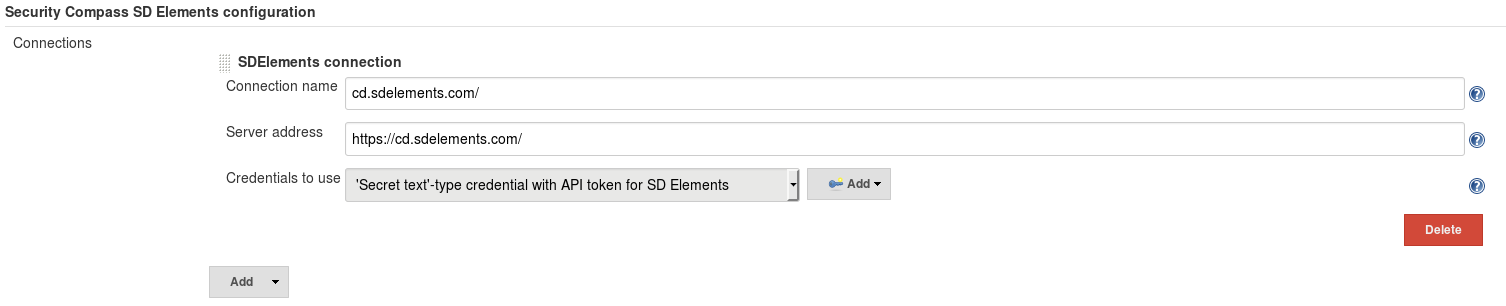 Security Compass SD Elements configuration
Connections
SDElements connection
Connection name cd.sdelements.com/ ?
Server address https://cd.sdelements.com/ ?
Credentials to use 'Secret text'-type credential with API token for SD Elements Add ?
Delete
Add